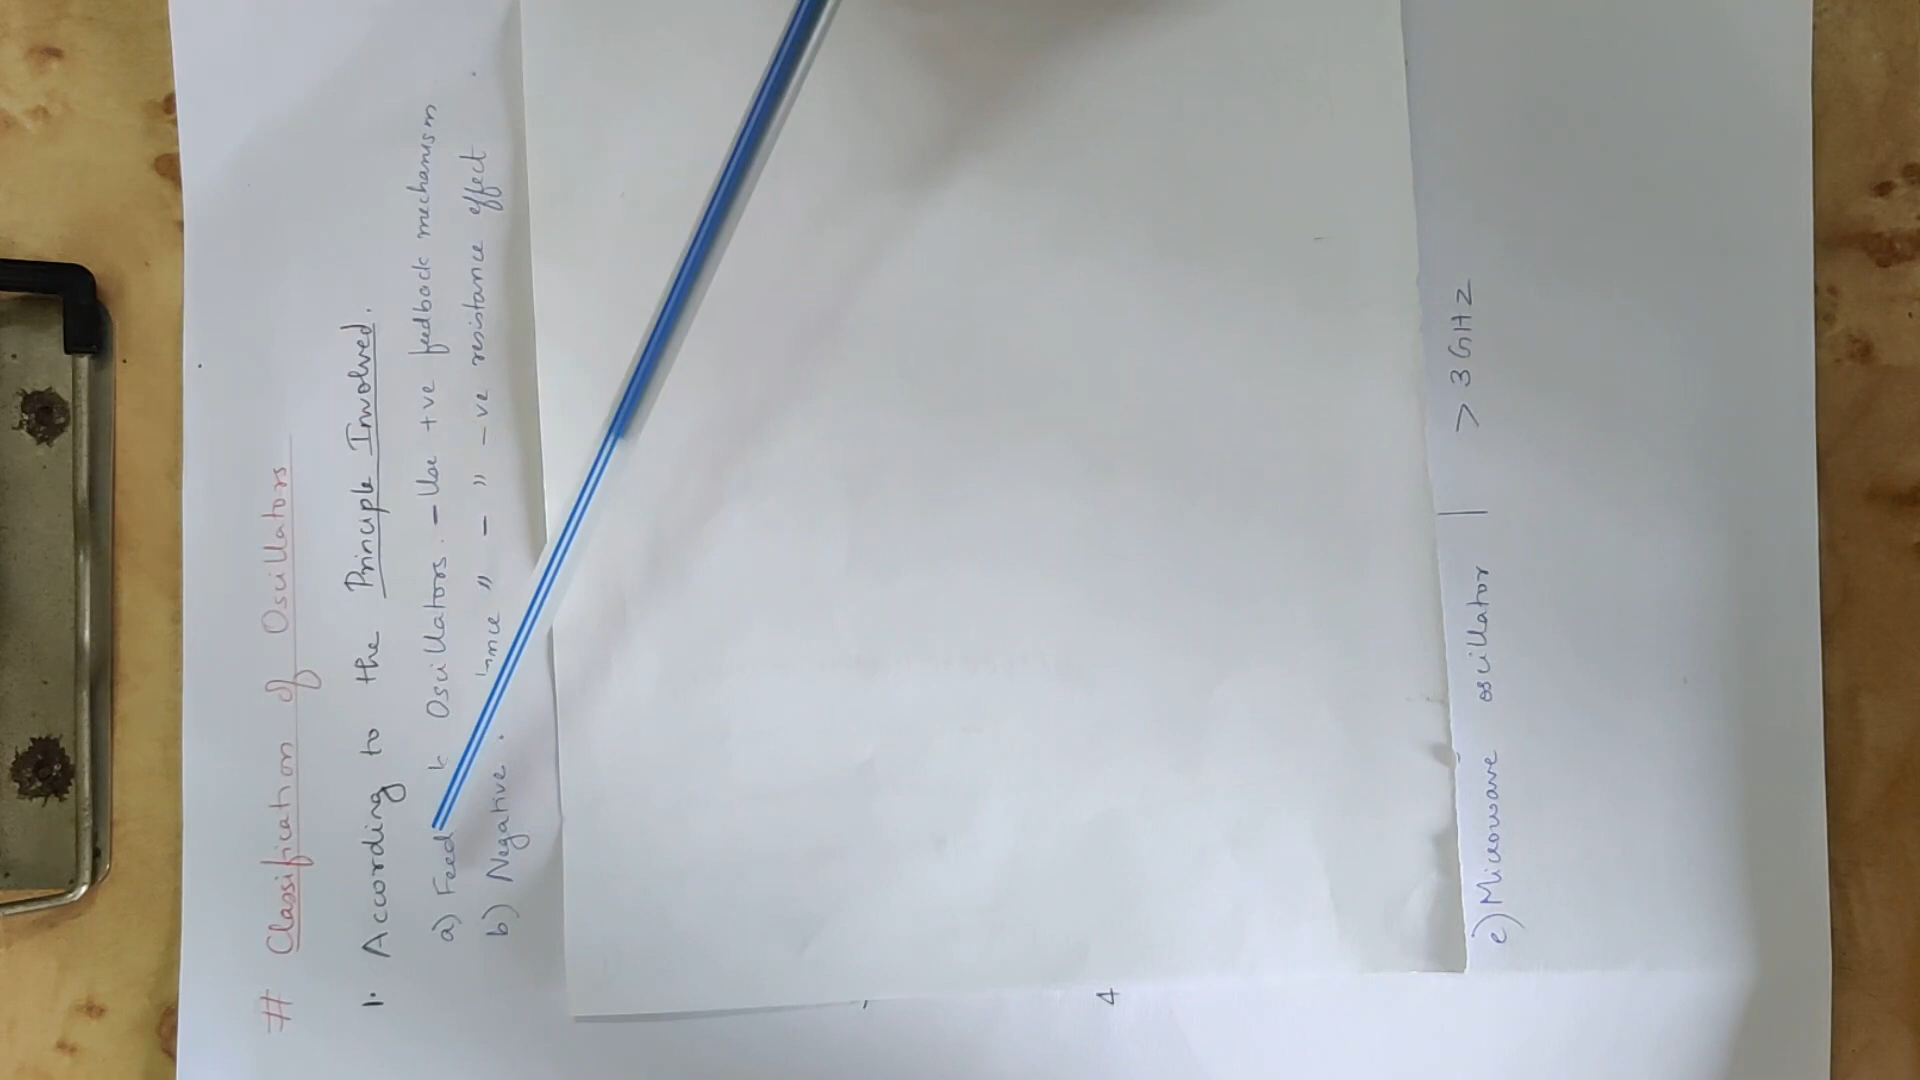 # Classification of Oscillators
1. According to the Principle Involved.
a) Feed k Oscillators. - Use +ve feedback mechanism
b) Negative " - " -ve resistance effect
4
e) Microwave oscillator | > 3 GHz